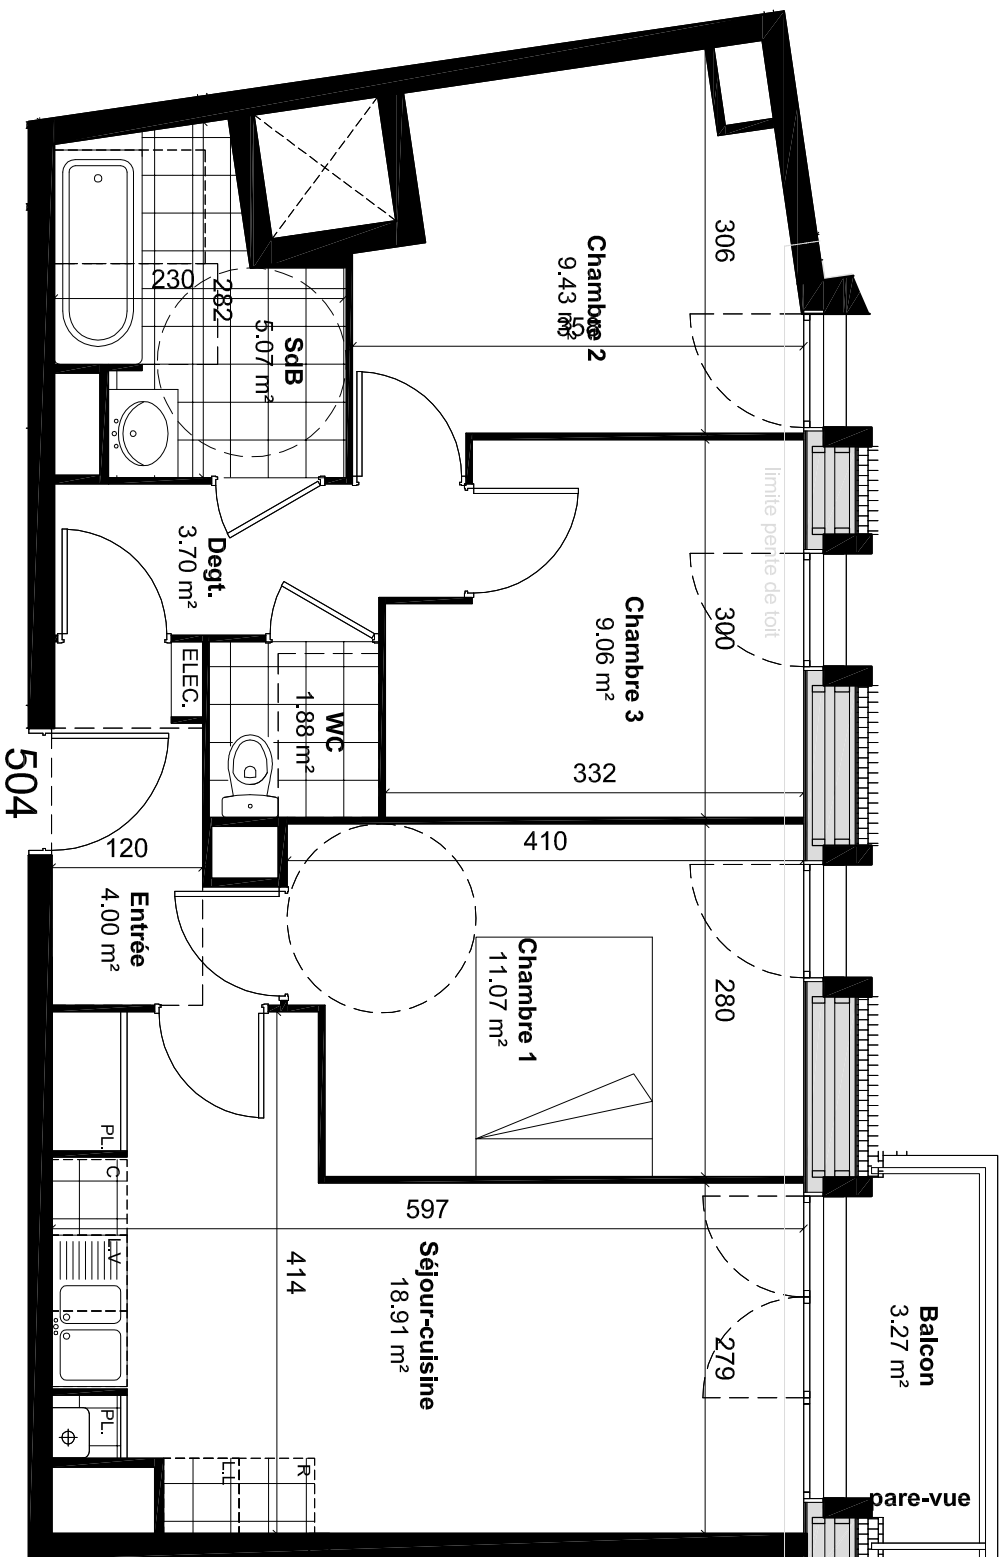 306
Chambre 2
9.43 m²
230
282
SdB
5.07 m²
limite pente de toit
Degt.
3.70 m²
Chambre 3
9.06 m²
300
ELEC.
WC
1.88 m²
504
332
120
410
Entrée
4.00 m²
Chambre 1
11.07 m²
280
PL.
C
597
L.V
414
Séjour-cuisine
18.91 m²
Balcon
3.27 m²
279
PL.
L.L
R
pare-vue